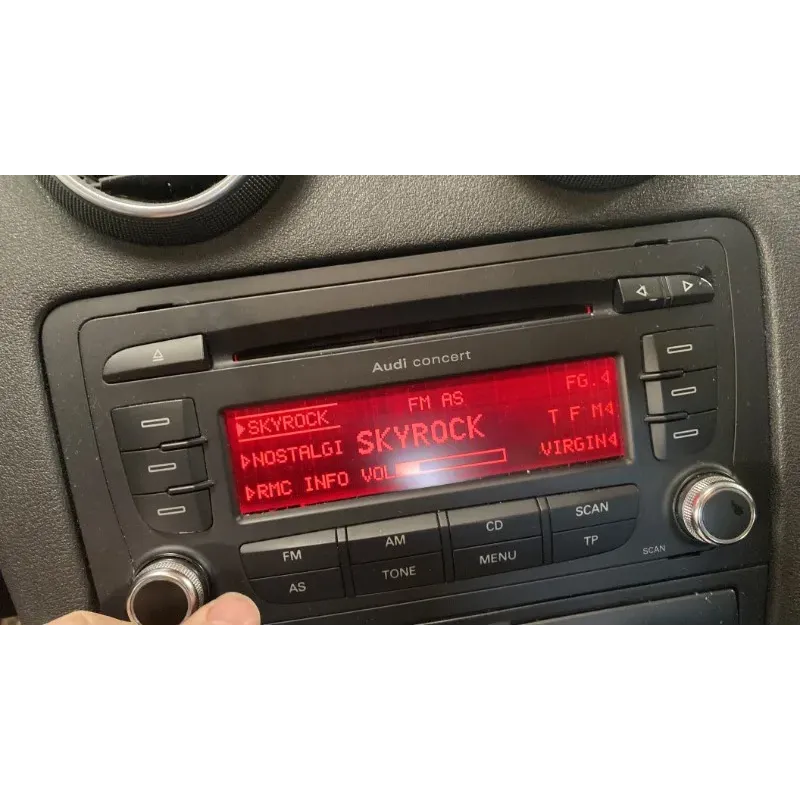 Audi concert
FM AS
FG.
SKYROCK
SKYROCK
T F M
NOSTALGI
VIRGIN
RMC INFO
VOL
FM
AM
CD
SCAN
AS
TONE
MENU
TP
SCAN